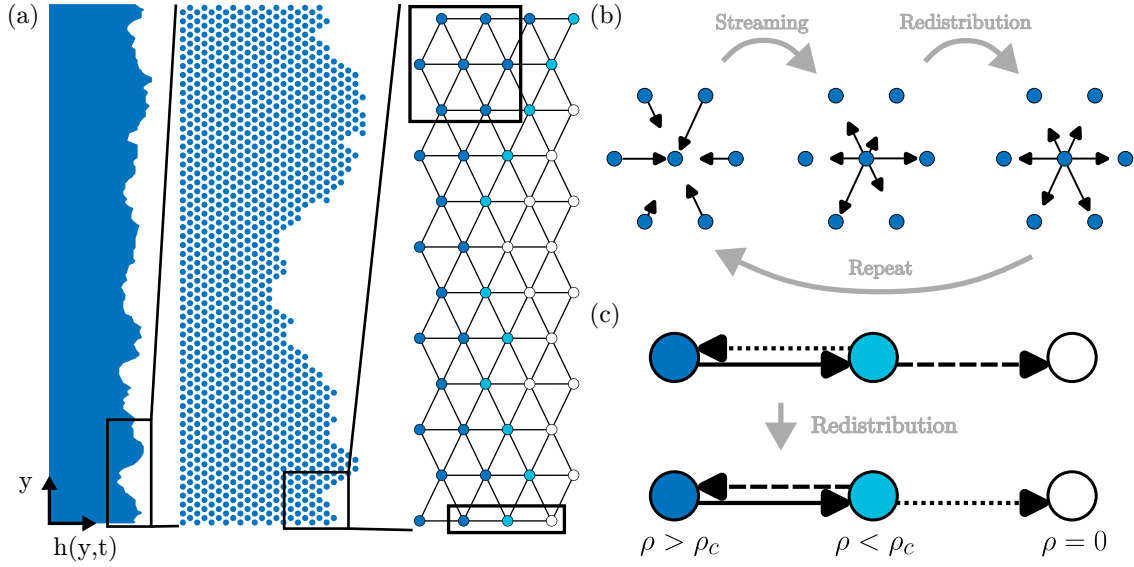 (a)
y
h(y,t)
(b)
Streaming
Redistribution
Repeat
(c)
Redistribution
ρ > ρ_c
ρ < ρ_c
ρ = 0